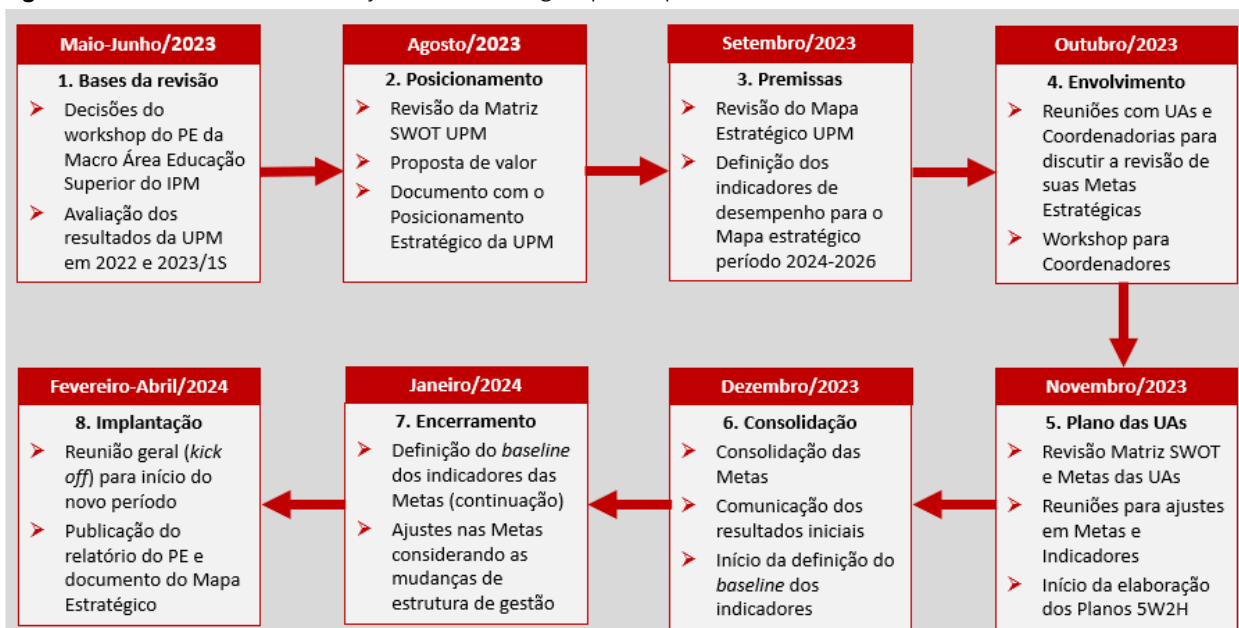 Maio-Junho/2023
1. Bases da revisão
➢ Decisões do
workshop do PE da
Macro Área Educação
Superior do IPM
➢ Avaliação dos
resultados da UPM
em 2022 e 2023/1S
Agosto/2023
2. Posicionamento
➢ Revisão da Matriz
SWOT UPM
➢ Proposta de valor
➢ Documento com o
Posicionamento
Estratégico da UPM
Setembro/2023
3. Premissas
➢ Revisão do Mapa
Estratégico UPM
➢ Definição dos
indicadores de
desempenho para o
Mapa estratégico
período 2024-2026
Outubro/2023
4. Envolvimento
➢ Reuniões com UAs e
Coordenadorias para
discutir a revisão de
suas Metas
Estratégicas
➢ Workshop para
Coordenadores
Novembro/2023
5. Plano das UAs
➢ Revisão Matriz SWOT
e Metas das UAs
➢ Reuniões para ajustes
em Metas e
Indicadores
➢ Início da elaboração
dos Planos 5W2H
Dezembro/2023
6. Consolidação
➢ Consolidação das
Metas
➢ Comunicação dos
resultados iniciais
➢ Início da definição do
baseline dos
indicadores
Janeiro/2024
7. Encerramento
➢ Definição do baseline
dos indicadores das
Metas (continuação)
➢ Ajustes nas Metas
considerando as
mudanças de
estrutura de gestão
Fevereiro-Abril/2024
8. Implantação
➢ Reunião geral (kick
off) para início do
novo período
➢ Publicação do
relatório do PE e
documento do Mapa
Estratégico